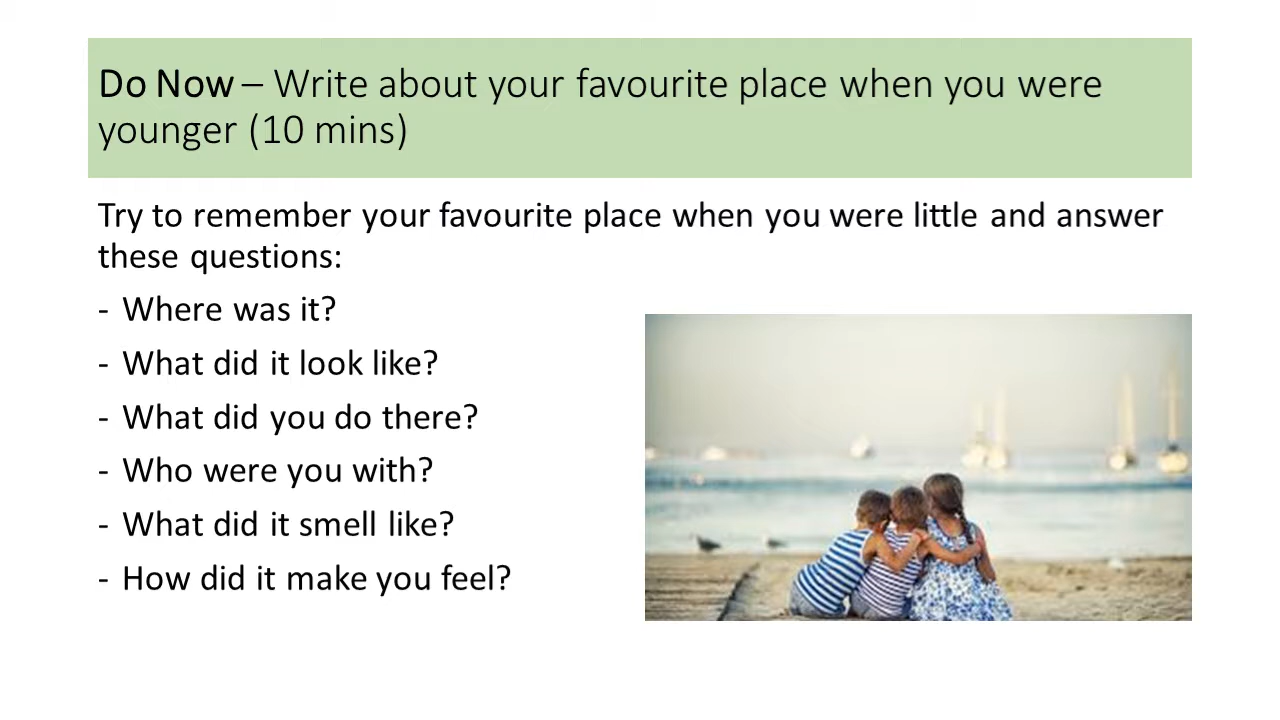 Do Now – Write about your favourite place when you were
younger (10 mins)
Try to remember your favourite place when you were little and answer
these questions:
- Where was it?
- What did it look like?
- What did you do there?
- Who were you with?
- What did it smell like?
- How did it make you feel?